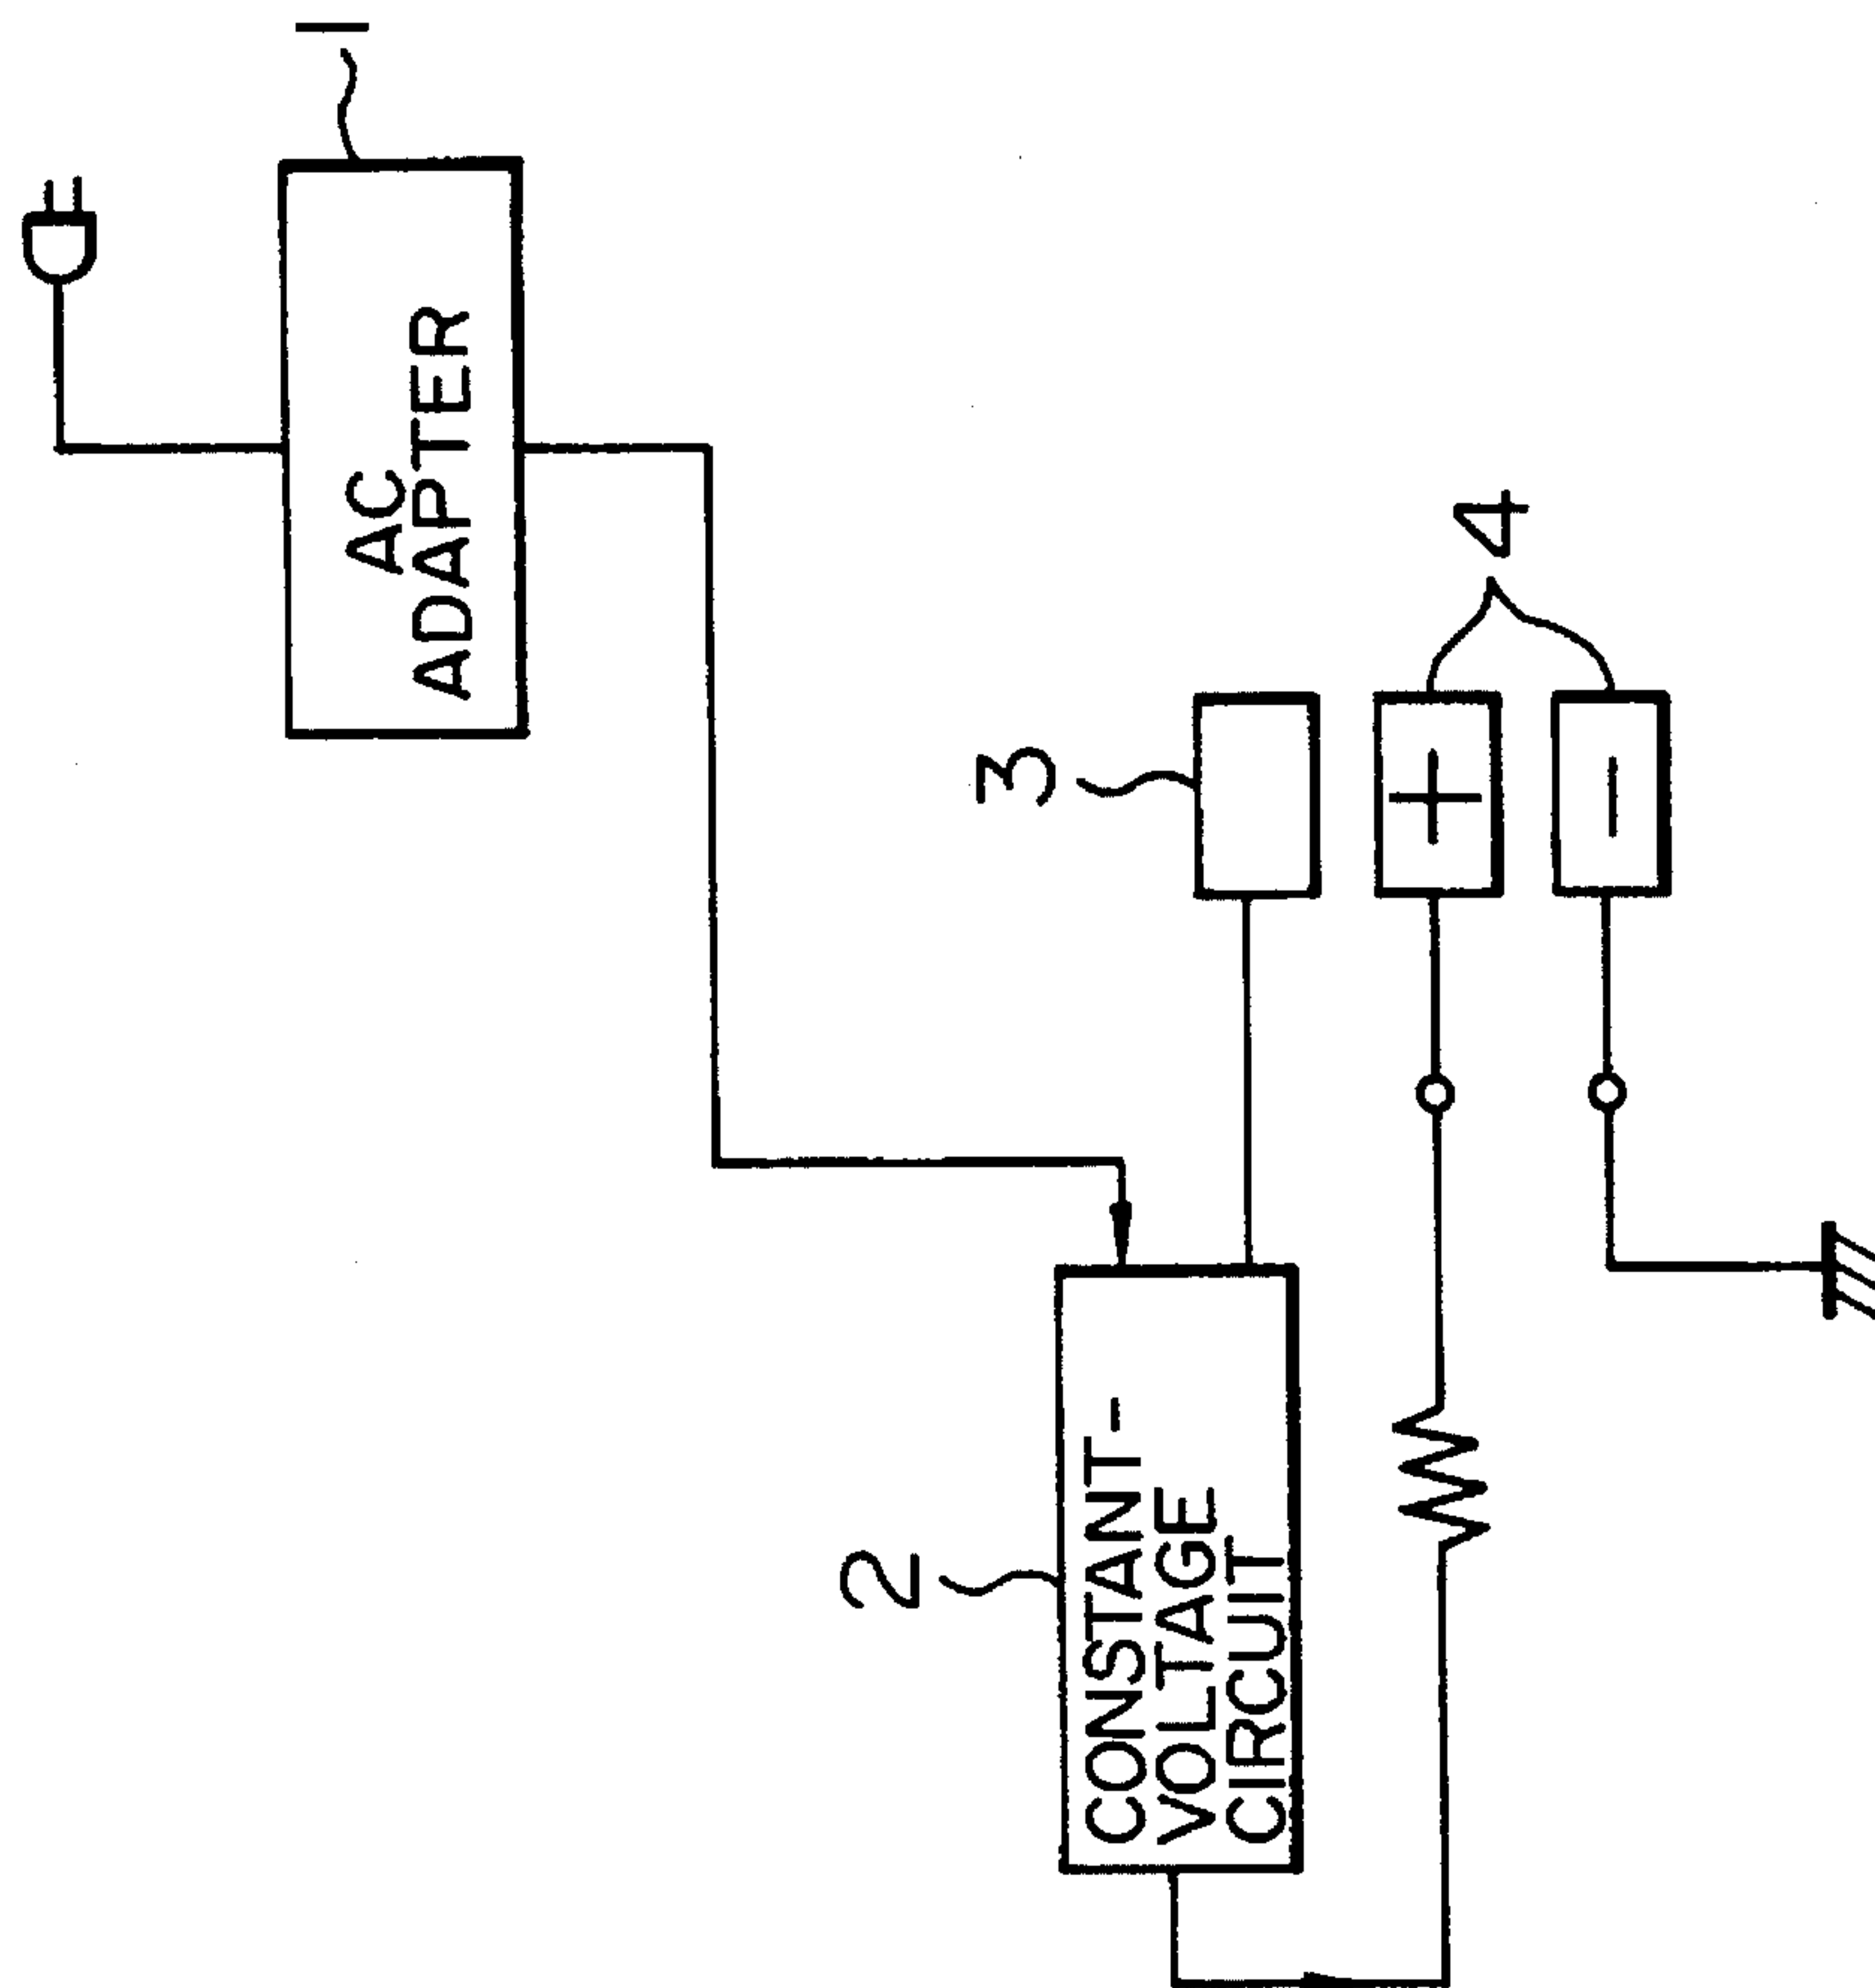 1
AC
ADAPTER
3
4
+
−
2
CONSTANT-
VOLTAGE
CIRCUIT